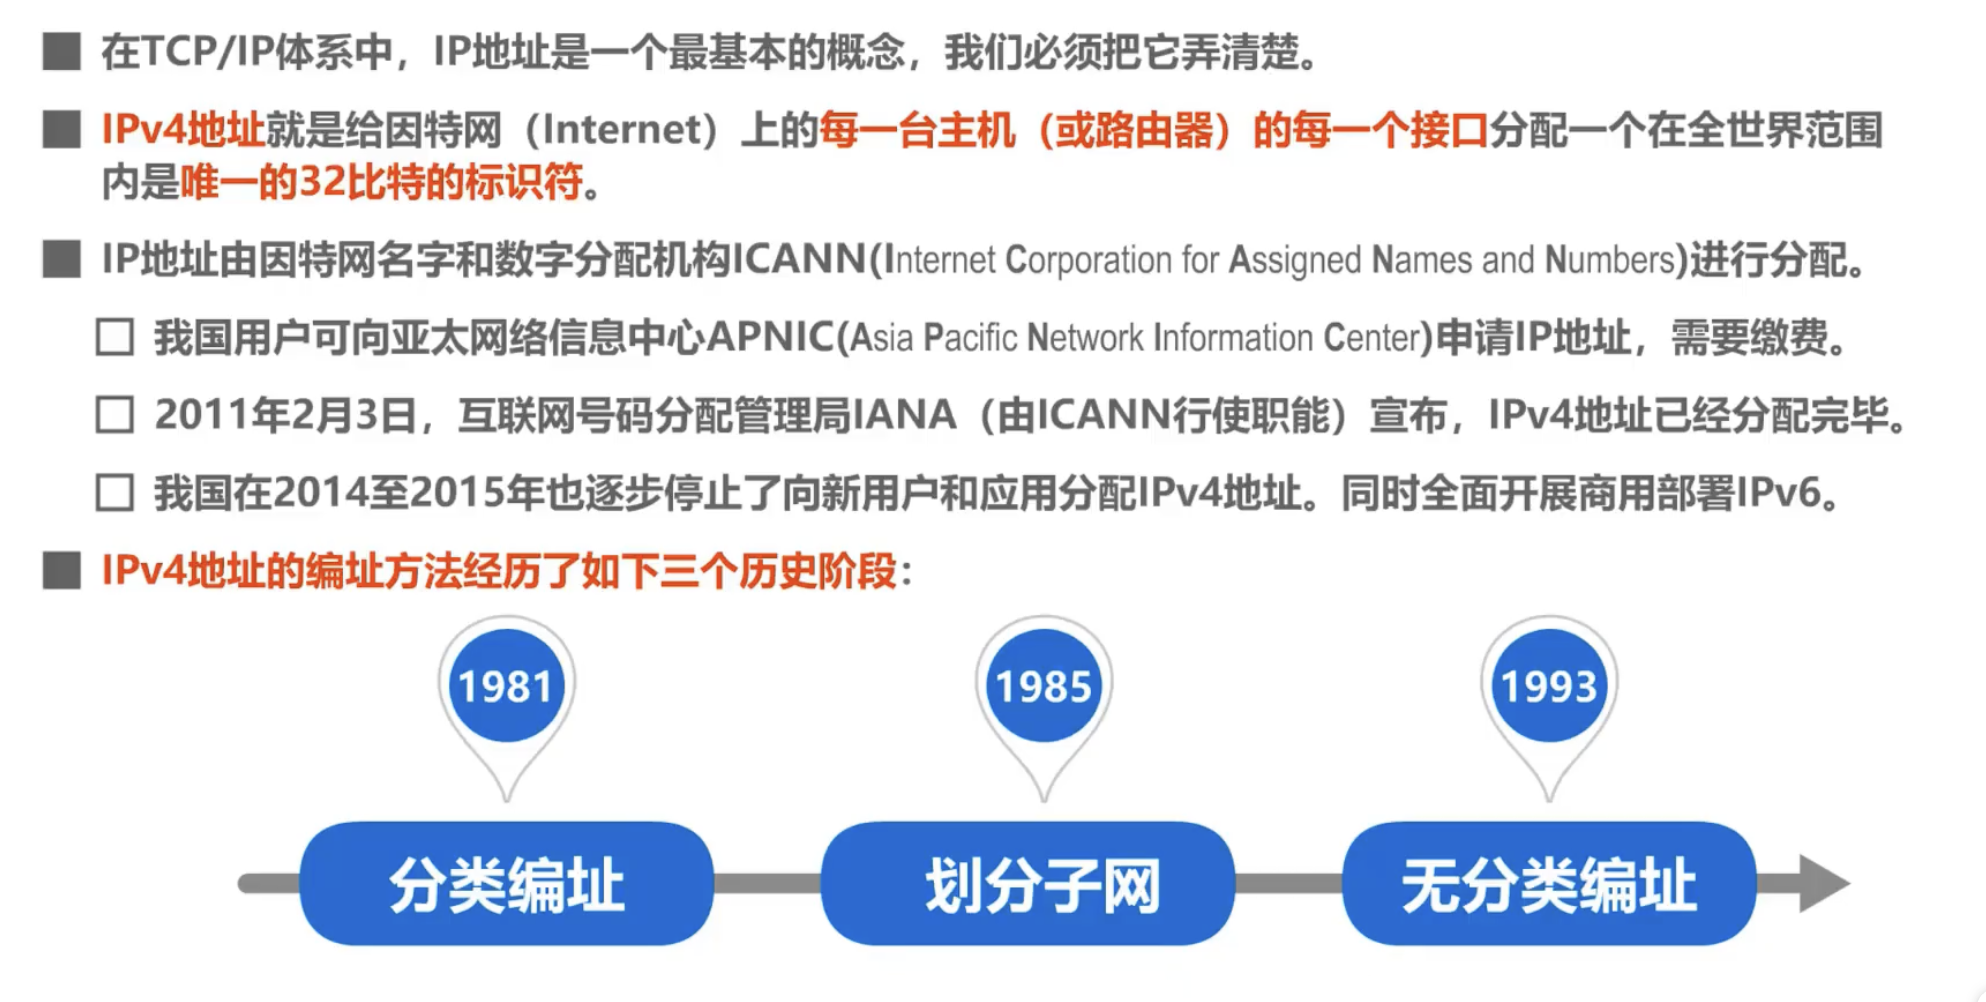 在TCP/IP体系中，IP地址是一个最基本的概念，我们必须把它弄清楚。
IPv4地址就是给因特网（Internet）上的每一台主机（或路由器）的每一个接口分配一个在全世界范围
内是唯一的32比特的标识符。
IP地址由因特网名字和数字分配机构ICANN(Internet Corporation for Assigned Names and Numbers)进行分配。
我国用户可向亚太网络信息中心APNIC(Asia Pacific Network Information Center)申请IP地址，需要缴费。
2011年2月3日，互联网号码分配管理局IANA（由ICANN行使职能）宣布，IPv4地址已经分配完毕。
我国在2014至2015年也逐步停止了向新用户和应用分配IPv4地址。同时全面开展商用部署IPv6。
IPv4地址的编址方法经历了如下三个历史阶段：
1981 1985 1993
分类编址 划分子网 无分类编址